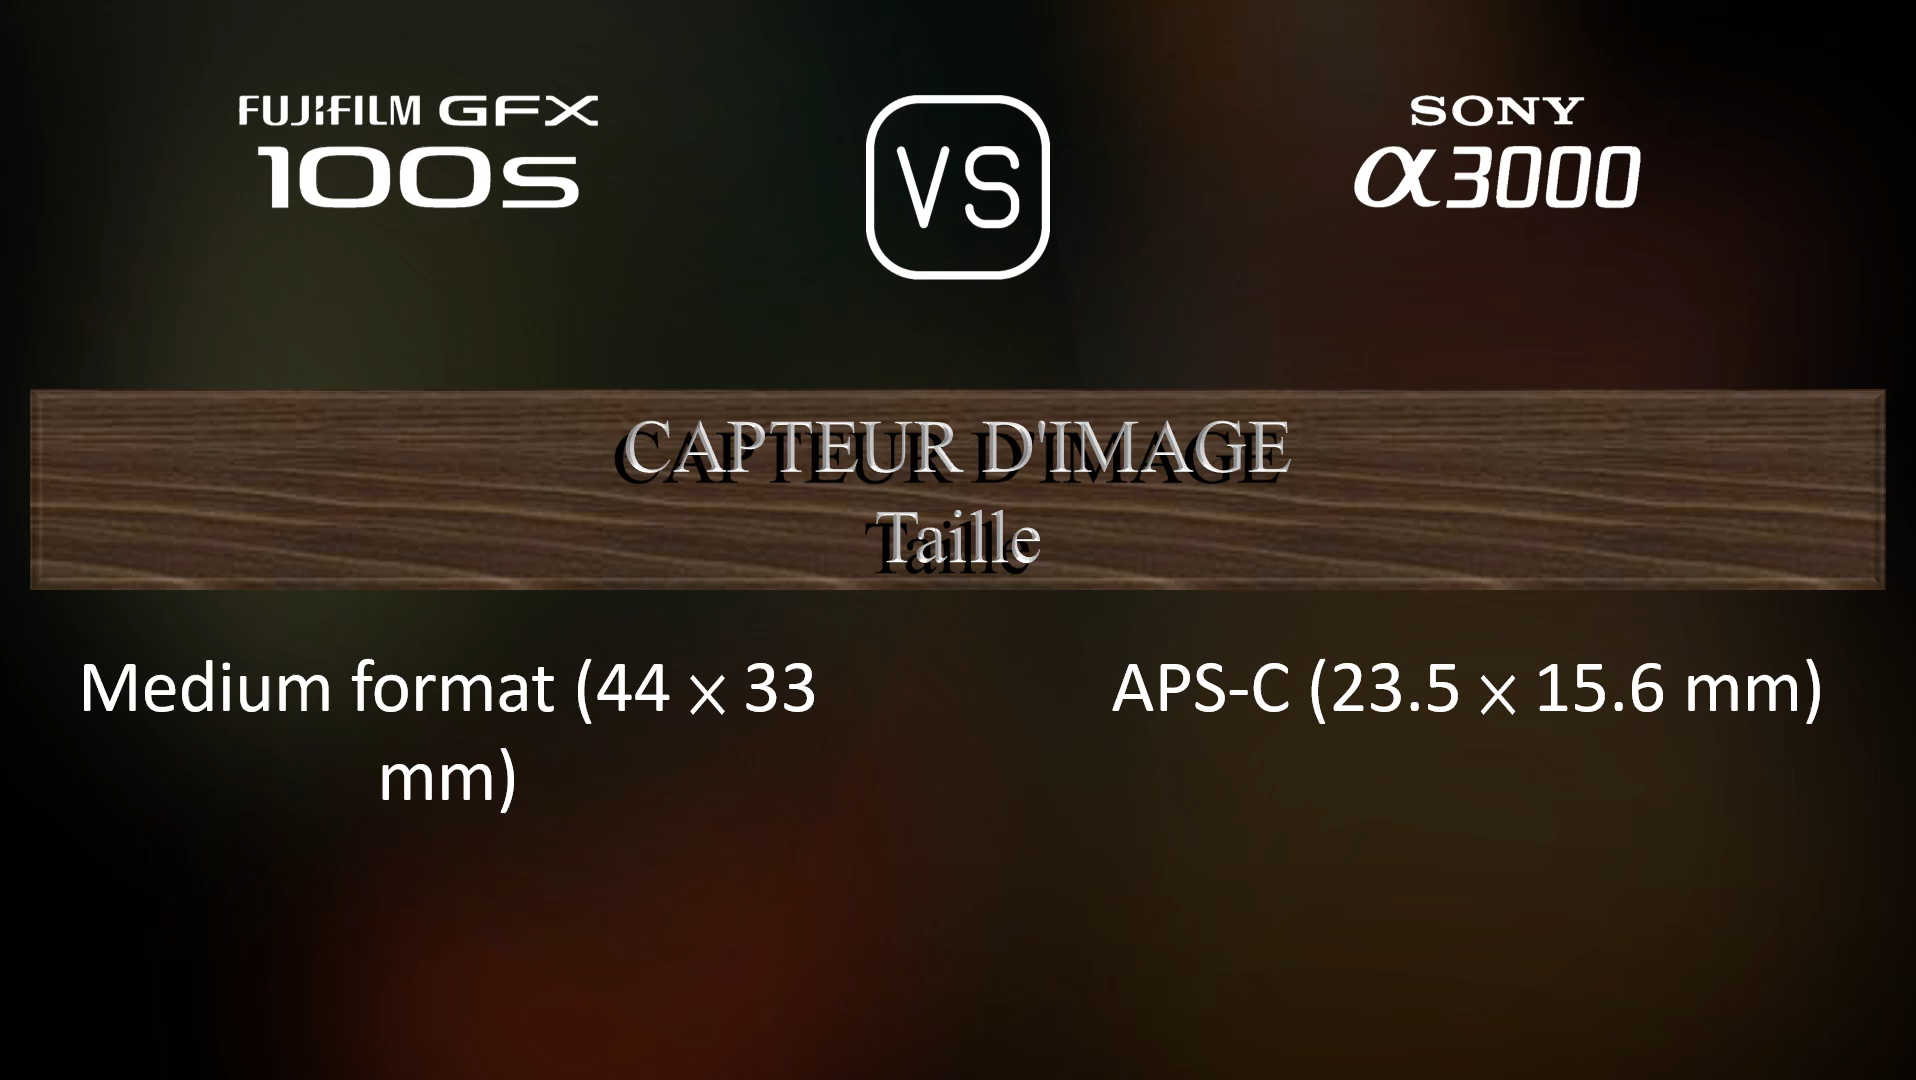 FUJIFILM GFX
100S
VS
SONY
α3000
CAPTEUR D'IMAGE
Taille
Medium format (44 x 33
mm)
APS-C (23.5 x 15.6 mm)